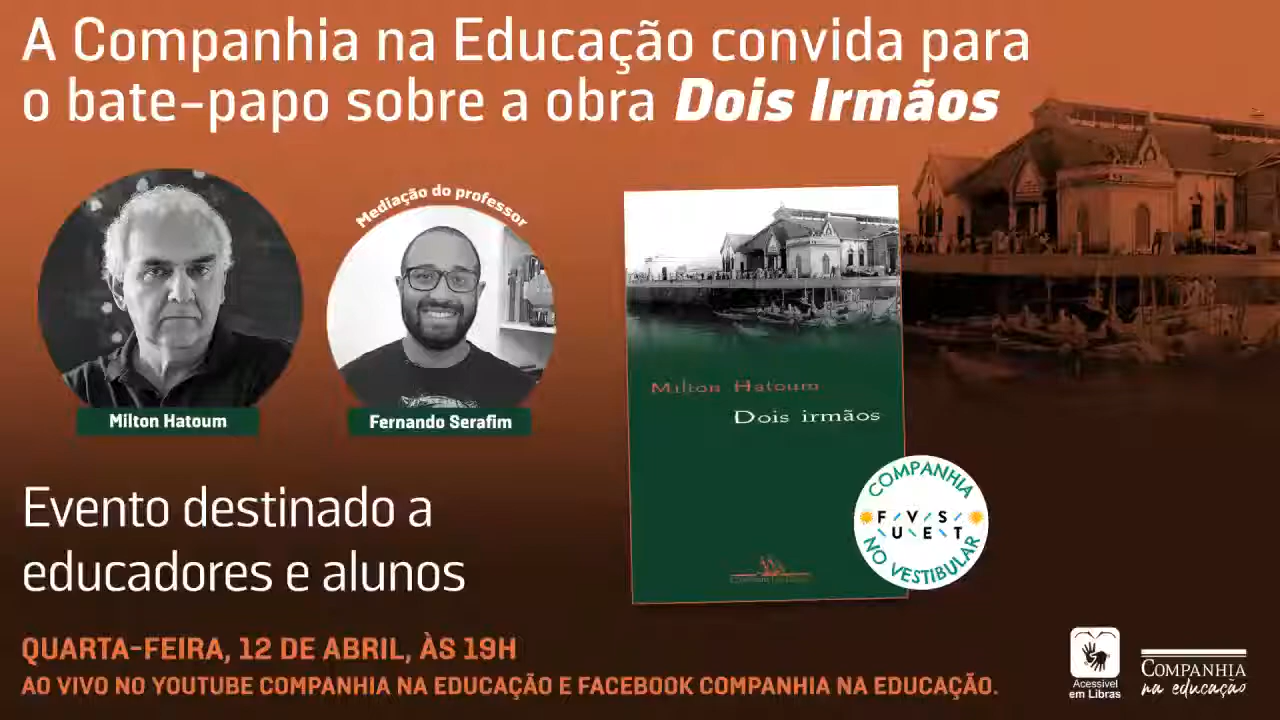 A Companhia na Educação convida para
o bate-papo sobre a obra Dois Irmãos
Mediação do professor
Milton Hatoum
Fernando Serafim
Milton Hatoum
Dois irmãos
COMPANHIA
F/V/S/
/U/E/T
NO VESTIBULAR
Evento destinado a
educadores e alunos
QUARTA-FEIRA, 12 DE ABRIL, ÀS 19H
AO VIVO NO YOUTUBE COMPANHIA NA EDUCAÇÃO E FACEBOOK COMPANHIA NA EDUCAÇÃO.
Acessível
em Libras
COMPANHIA
na educação